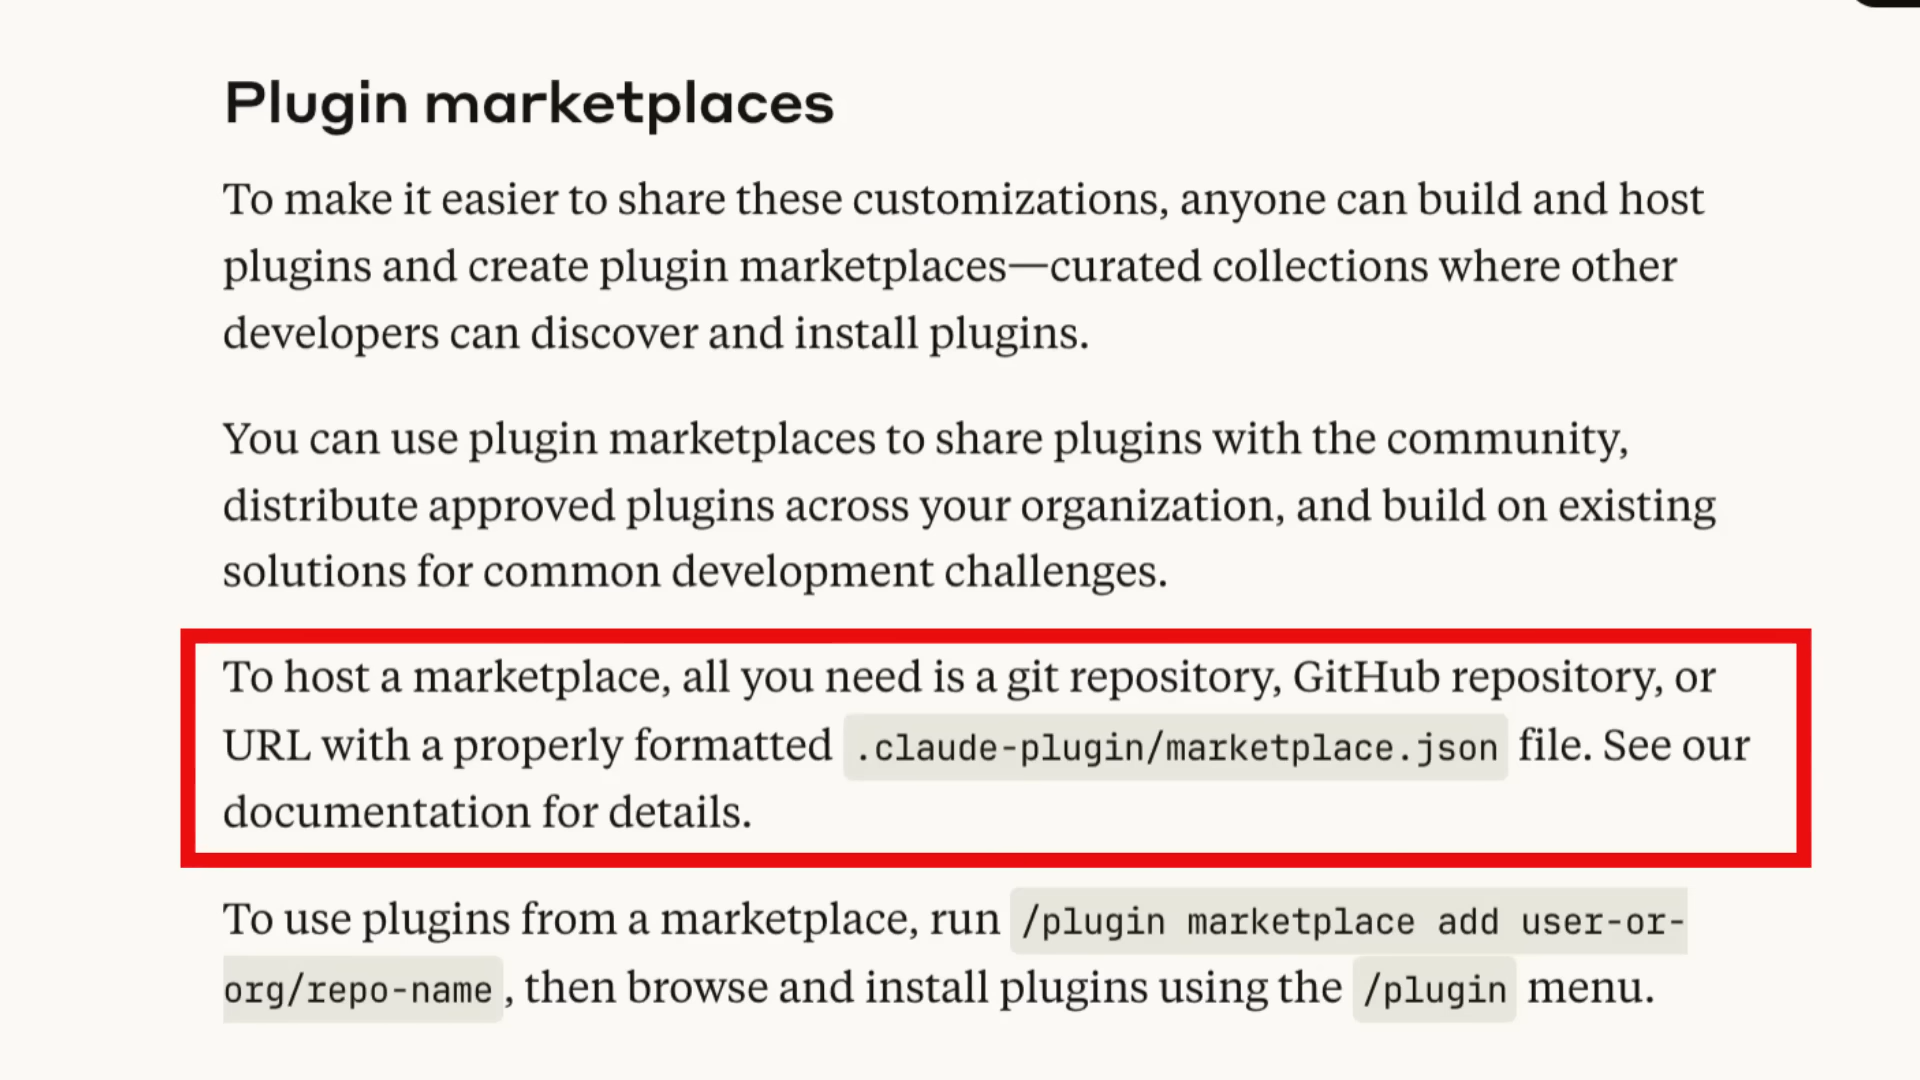 Plugin marketplaces
To make it easier to share these customizations, anyone can build and host
plugins and create plugin marketplaces—curated collections where other
developers can discover and install plugins.
You can use plugin marketplaces to share plugins with the community,
distribute approved plugins across your organization, and build on existing
solutions for common development challenges.
To host a marketplace, all you need is a git repository, GitHub repository, or
URL with a properly formatted .claude-plugin/marketplace.json file. See our
documentation for details.
To use plugins from a marketplace, run /plugin marketplace add user-or-
org/repo-name , then browse and install plugins using the /plugin menu.